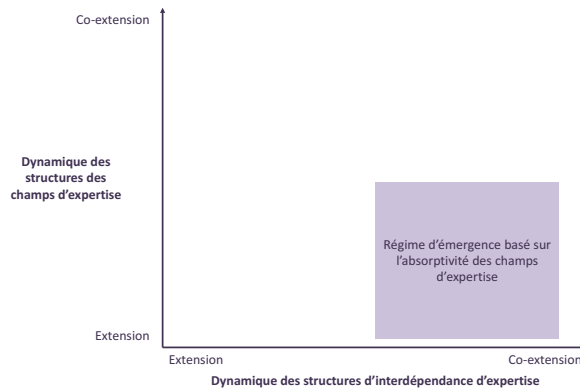 Co-extension
Dynamique des
structures des
champs d’expertise
Régime d’émergence basé sur
l’absorptivité des champs
d’expertise
Extension
Extension
Co-extension
Dynamique des structures d’interdépendance d’expertise